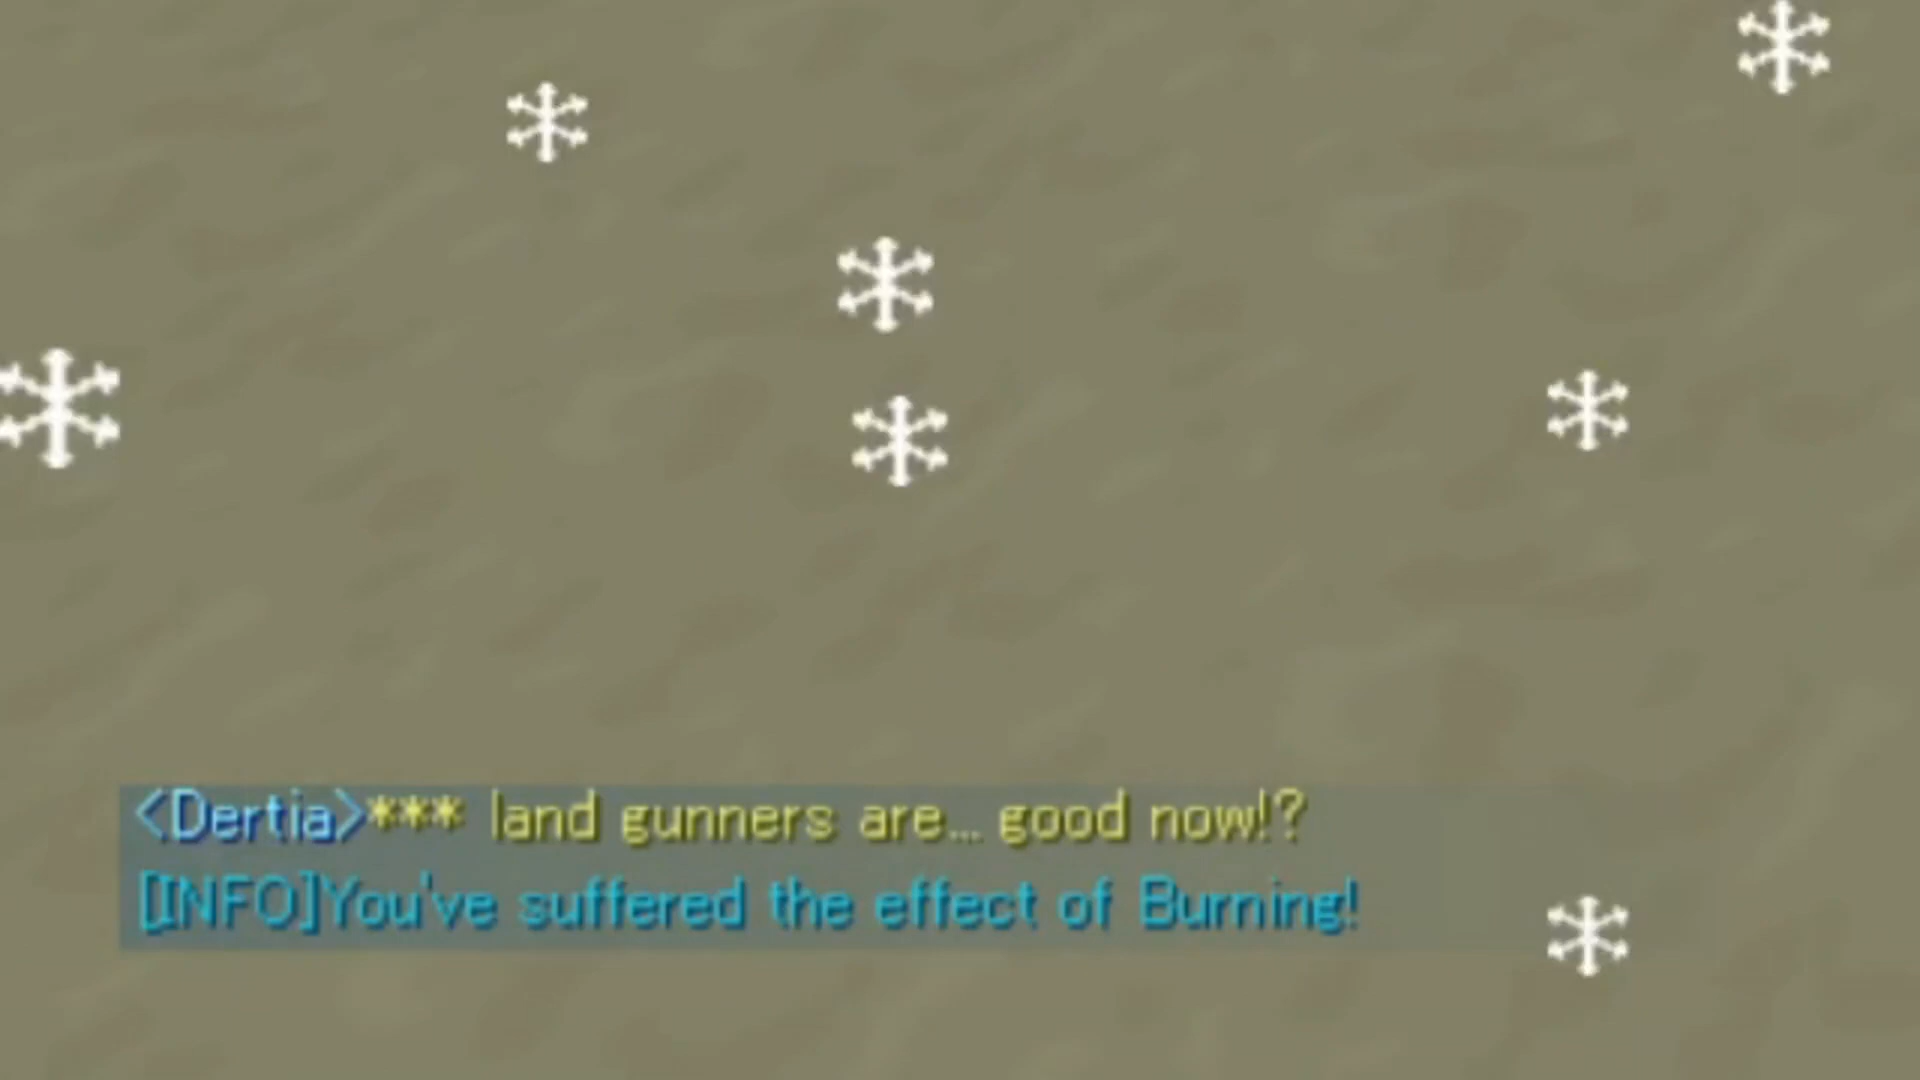 <Dertia>*** land gunners are... good now!?
[INFO]You've suffered the effect of Burning!